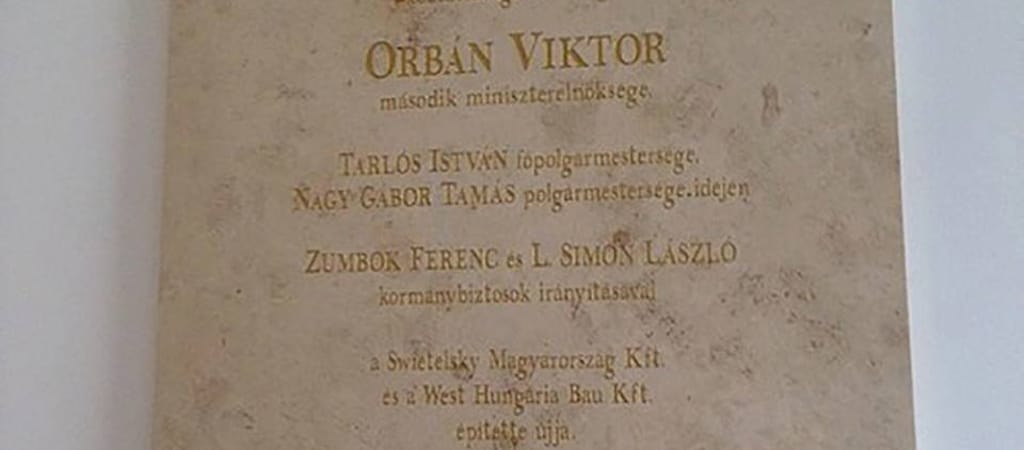 ORBÁN VIKTOR
második miniszterelnöksége,
TARLÓS ISTVÁN főpolgármestersége,
NAGY GÁBOR TAMÁS polgármestersége idején
ZUMBOK FERENC és L. SIMON LÁSZLÓ
kormánybiztosok irányításával
a Swietelsky Magyarország Kft.
és a West Hungária Bau Kft.
építette újjá.